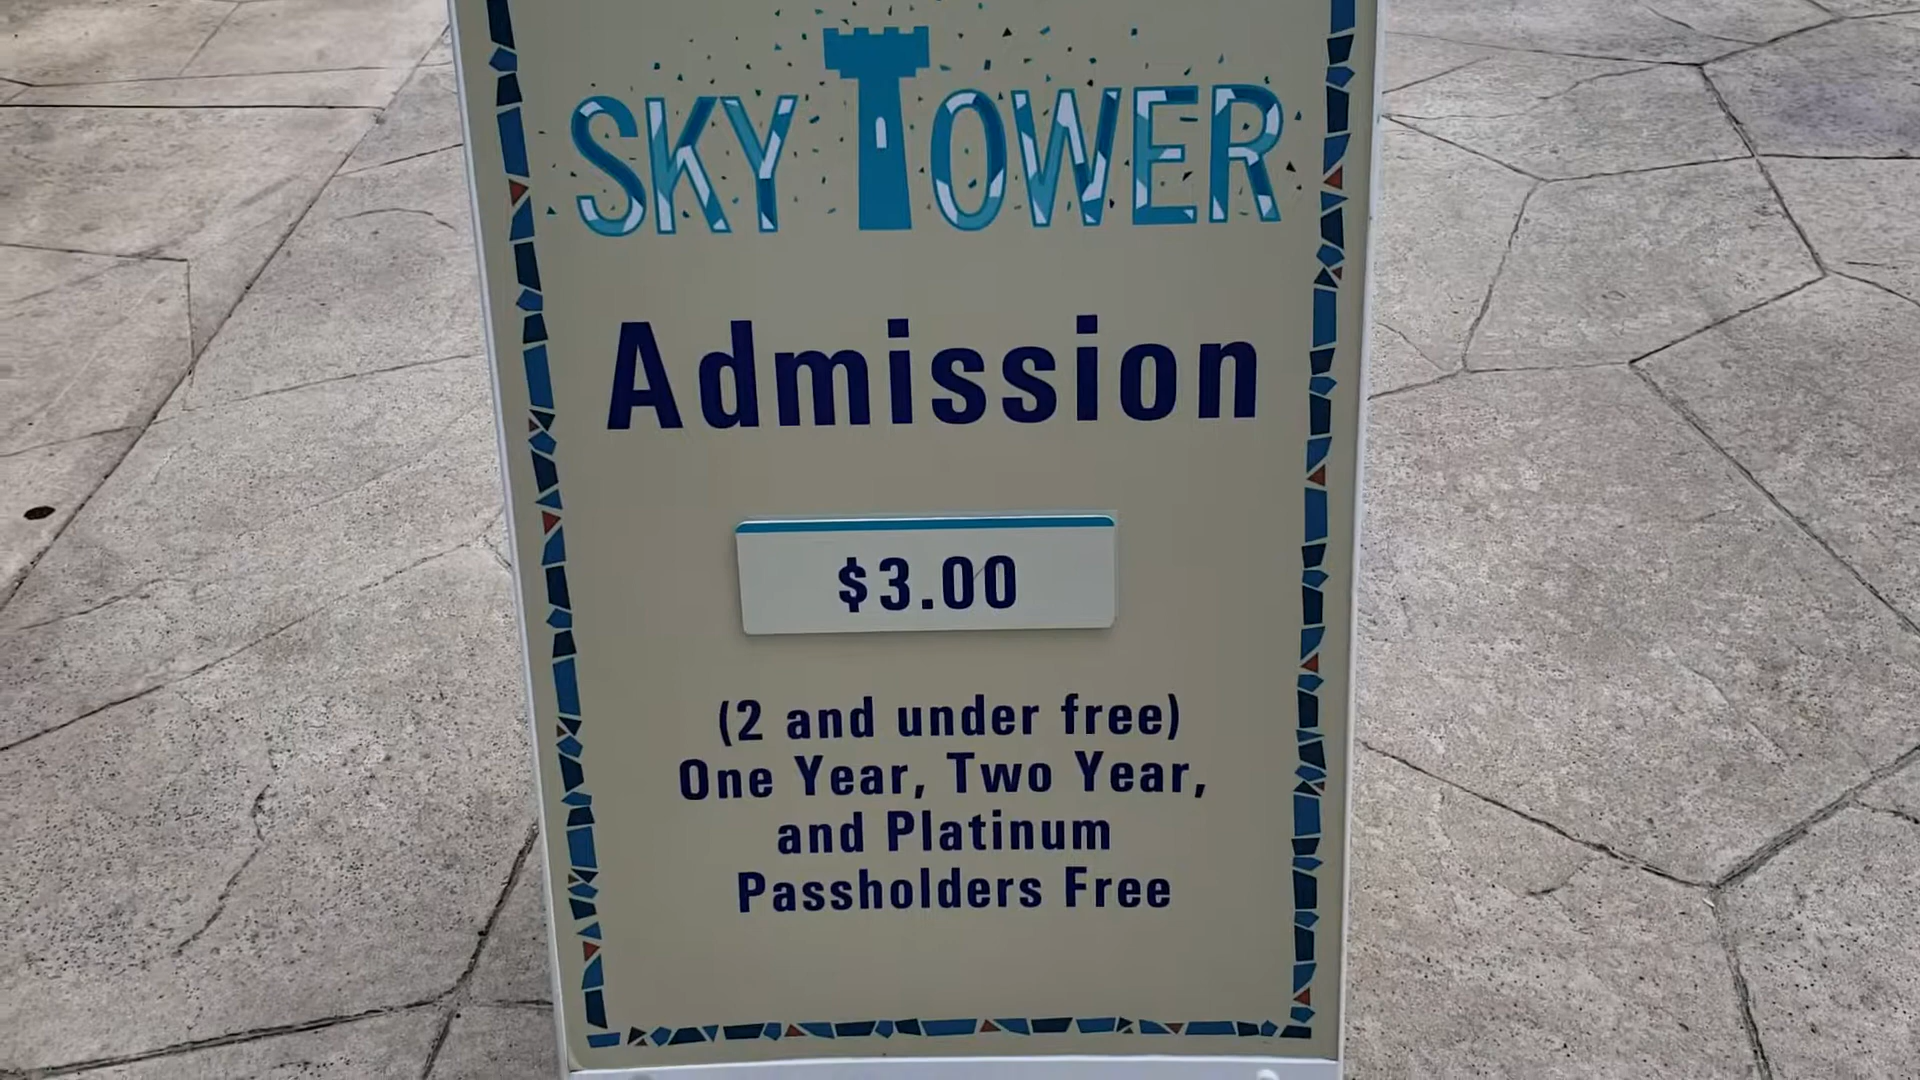 SKY TOWER
Admission
$3.00
(2 and under free)
One Year, Two Year,
and Platinum
Passholders Free